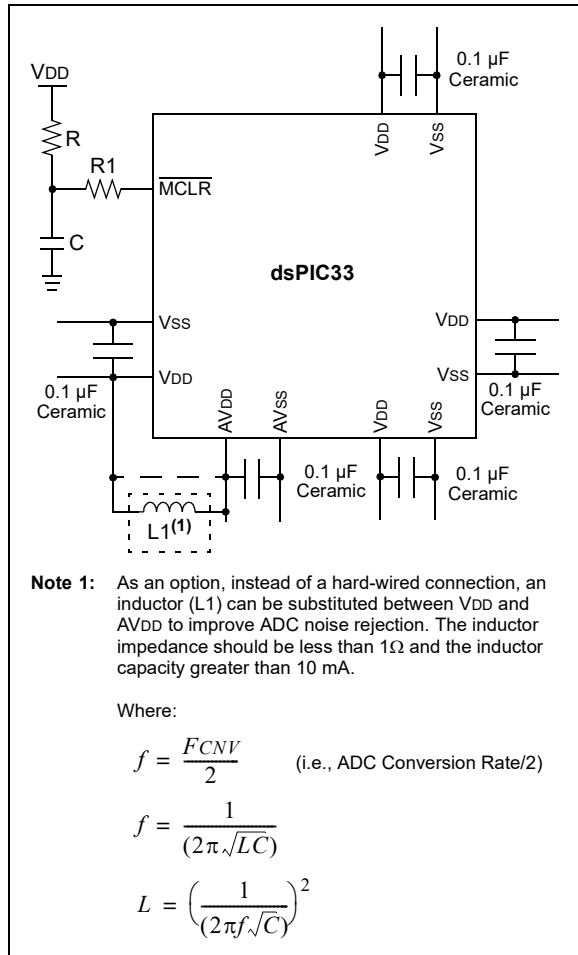 0.1 µF
Ceramic
VDD
R
R1
MCLR
C
VDD
VSS
dsPIC33
VSS
VDD
VDD
VSS
0.1 µF
Ceramic
AVDD
AVSS
VDD
VSS
0.1 µF
Ceramic
0.1 µF
Ceramic
0.1 µF
Ceramic
L1(1)
Note 1: As an option, instead of a hard-wired connection, an
inductor (L1) can be substituted between VDD and
AVDD to improve ADC noise rejection. The inductor
impedance should be less than 1Ω and the inductor
capacity greater than 10 mA.
Where:
f = FCNV / 2 (i.e., ADC Conversion Rate/2)
f = 1 / (2π√LC)
L = (1 / (2πf√C))²